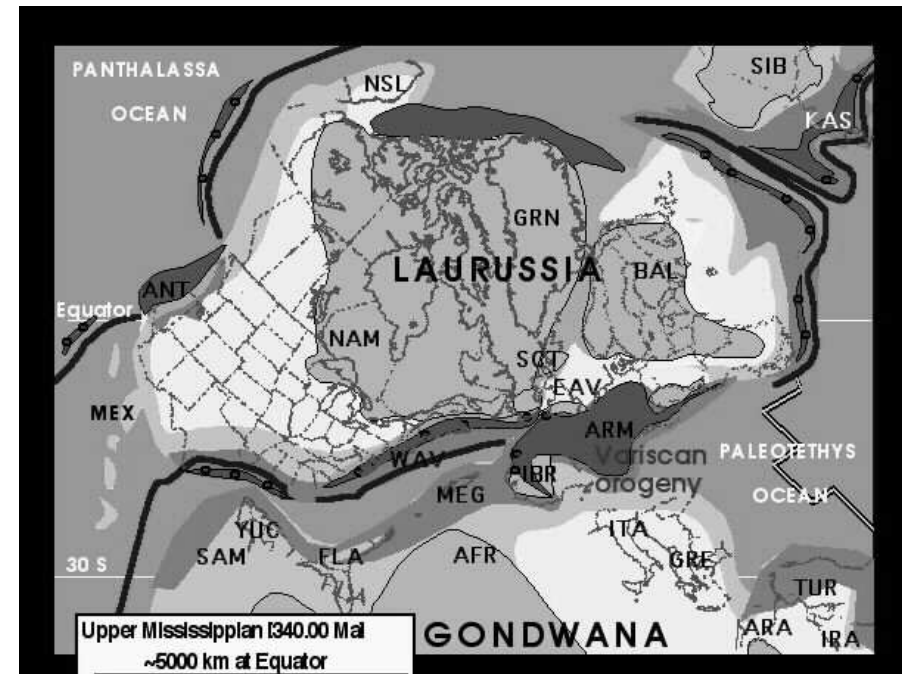 PANTHALASSA
OCEAN
NSL
SIB
KAS
GRN
LAURUSSIA
BAL
ANT
Equator
NAM
SCT
EAV
MEX
ARM
WAV
Variscan
orogeny
PALEOTETHYS
OCEAN
IBR
MEG
YUC
SAM
FLA
AFR
ITA
GRE
30 S
TUR
ARA
IRA
GONDWANA
Upper Mississippian [340.00 Ma]
~5000 km at Equator